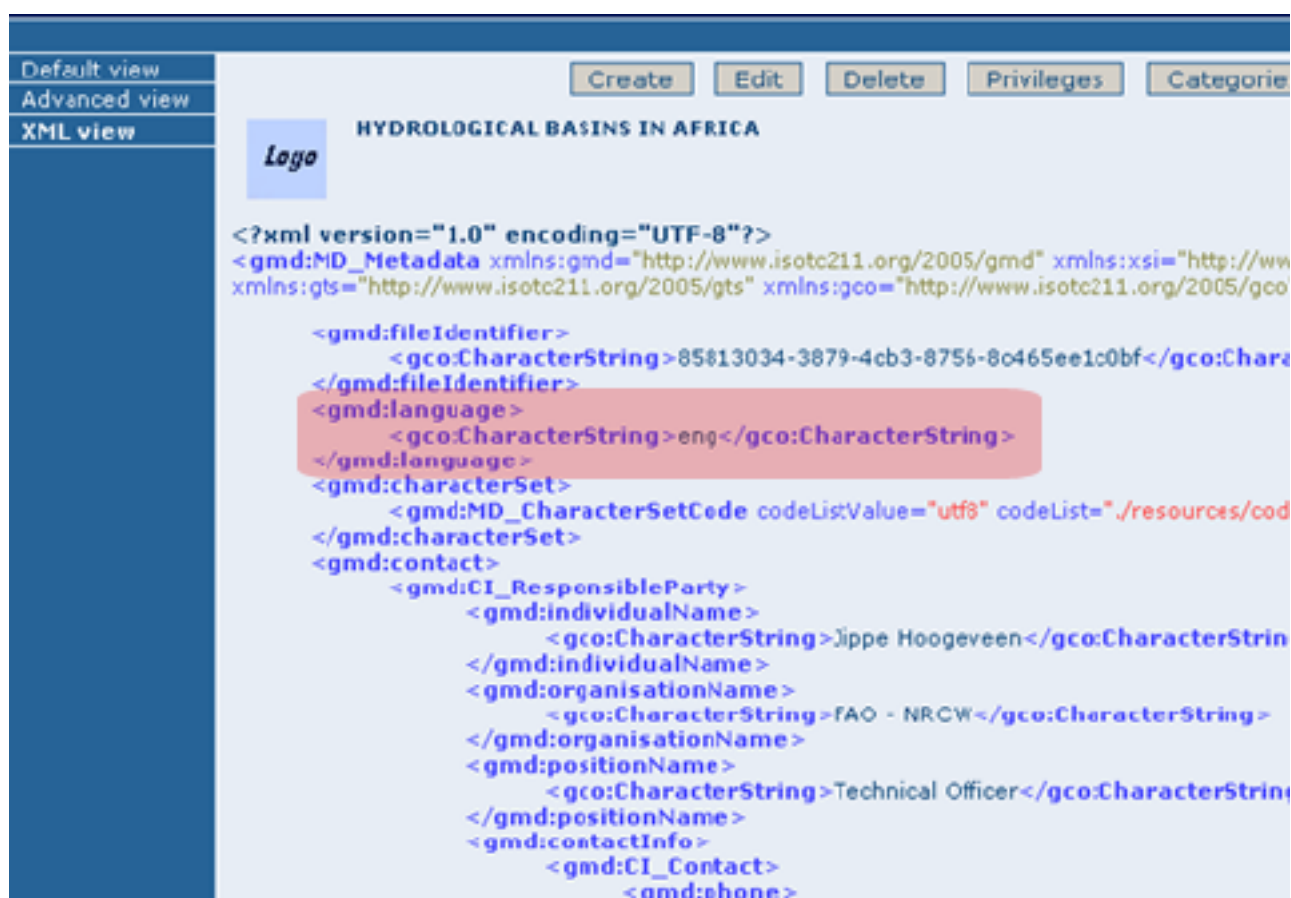 Default view
Advanced view
XML view
Create Edit Delete Privileges Categorie
Logo
HYDROLOGICAL BASINS IN AFRICA
<?xml version="1.0" encoding="UTF-8"?>
<gmd:MD_Metadata xmlns:gmd="http://www.isotc211.org/2005/gmd" xmlns:xsi="http://ww
xmlns:gts="http://www.isotc211.org/2005/gts" xmlns:gco="http://www.isotc211.org/2005/gco"
<gmd:fileIdentifier>
<gco:CharacterString>85813034-3879-4cb3-8756-8c465ee1c0bf</gco:Chara
</gmd:fileIdentifier>
<gmd:language>
<gco:CharacterString>eng</gco:CharacterString>
</gmd:language>
<gmd:characterSet>
<gmd:MD_CharacterSetCode codeListValue="utf8" codeList="./resources/cod
</gmd:characterSet>
<gmd:contact>
<gmd:CI_ResponsibleParty>
<gmd:individualName>
<gco:CharacterString>Jippe Hoogeveen</gco:CharacterStrin
</gmd:individualName>
<gmd:organisationName>
<gco:CharacterString>FAO - NRCW</gco:CharacterString>
</gmd:organisationName>
<gmd:positionName>
<gco:CharacterString>Technical Officer</gco:CharacterString
</gmd:positionName>
<gmd:contactInfo>
<gmd:CI_Contact>
<gmd:phone>